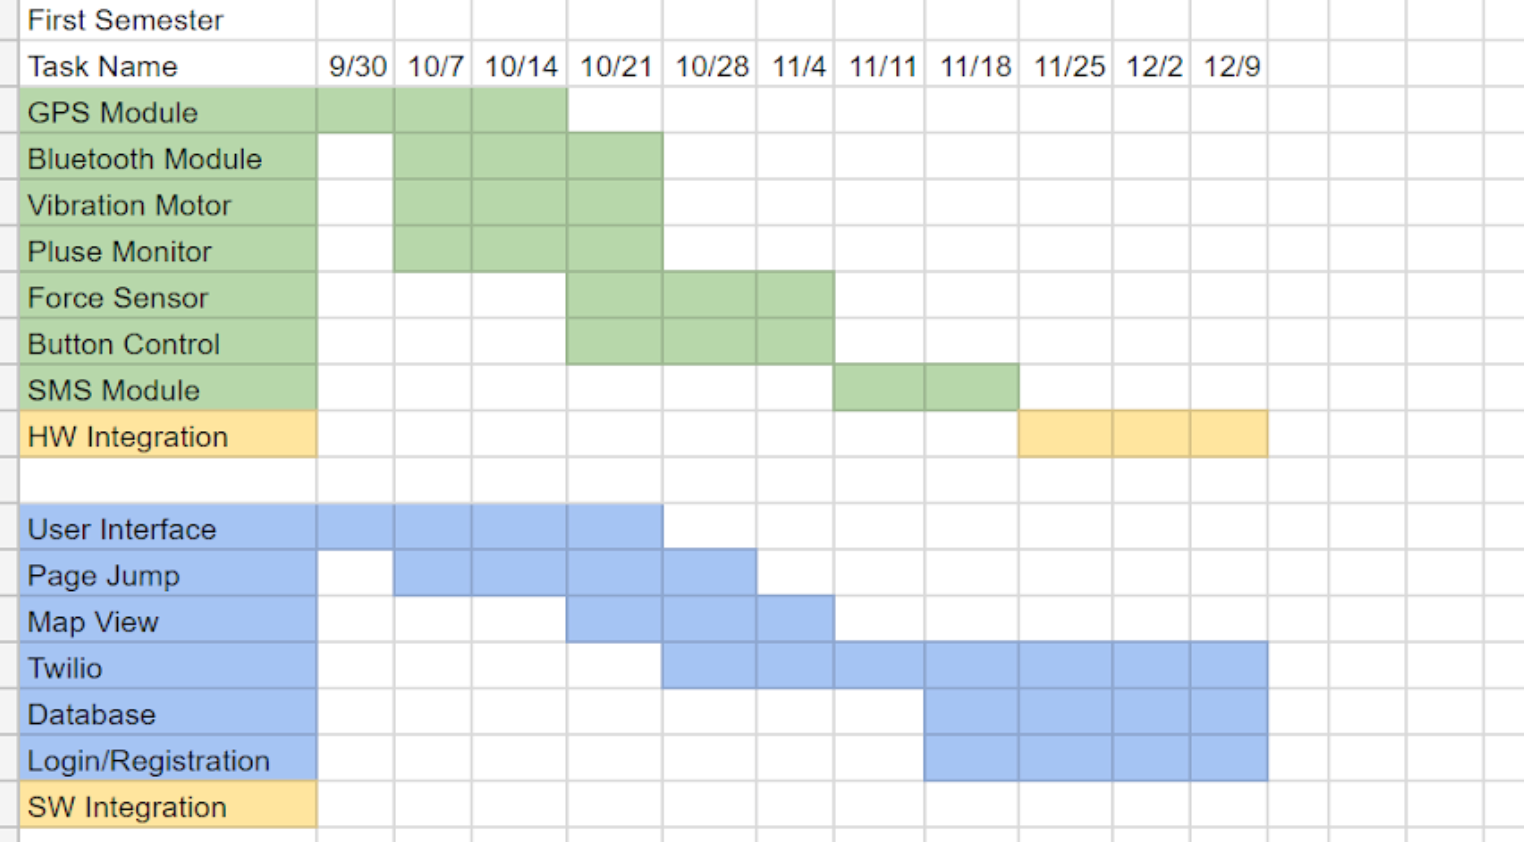 First Semester
Task Name 9/30 10/7 10/14 10/21 10/28 11/4 11/11 11/18 11/25 12/2 12/9
GPS Module
Bluetooth Module
Vibration Motor
Pluse Monitor
Force Sensor
Button Control
SMS Module
HW Integration
User Interface
Page Jump
Map View
Twilio
Database
Login/Registration
SW Integration